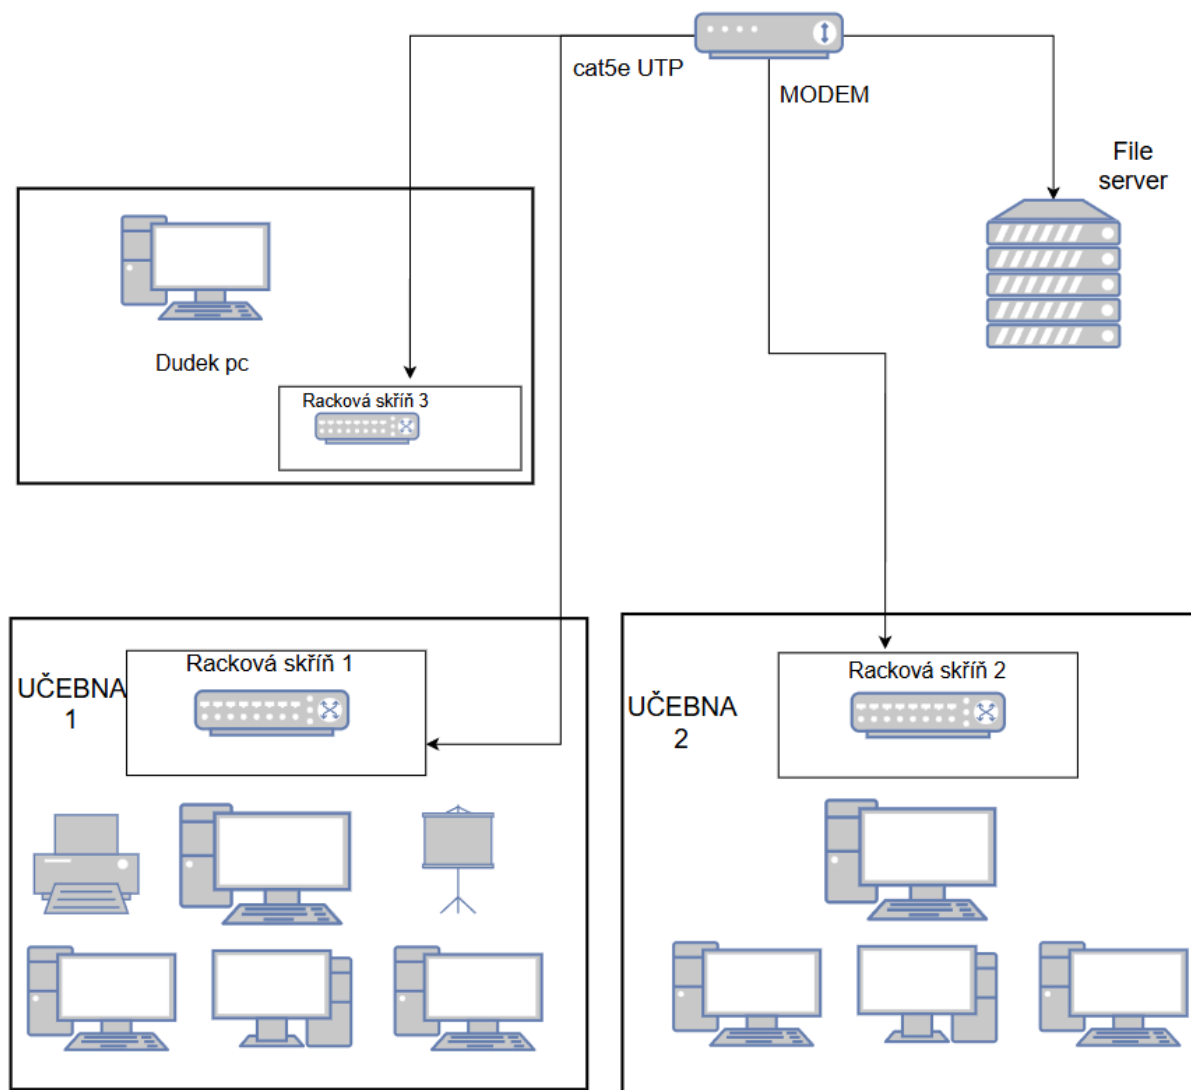 cat5e UTP
MODEM
File
server
Dudek pc
Racková skříň 3
UČEBNA
1
Racková skříň 1
UČEBNA
2
Racková skříň 2